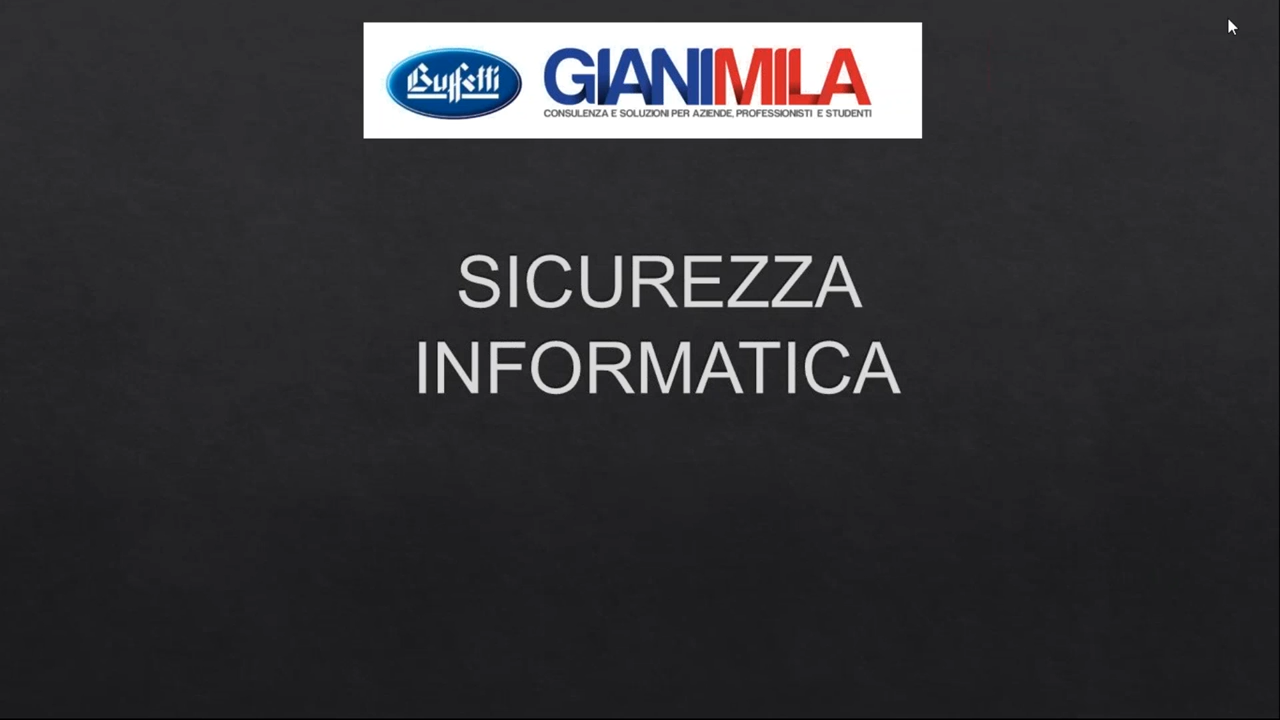 Buffetti
GIANIMILA
CONSULENZA E SOLUZIONI PER AZIENDE, PROFESSIONISTI E STUDENTI
SICUREZZA
INFORMATICA